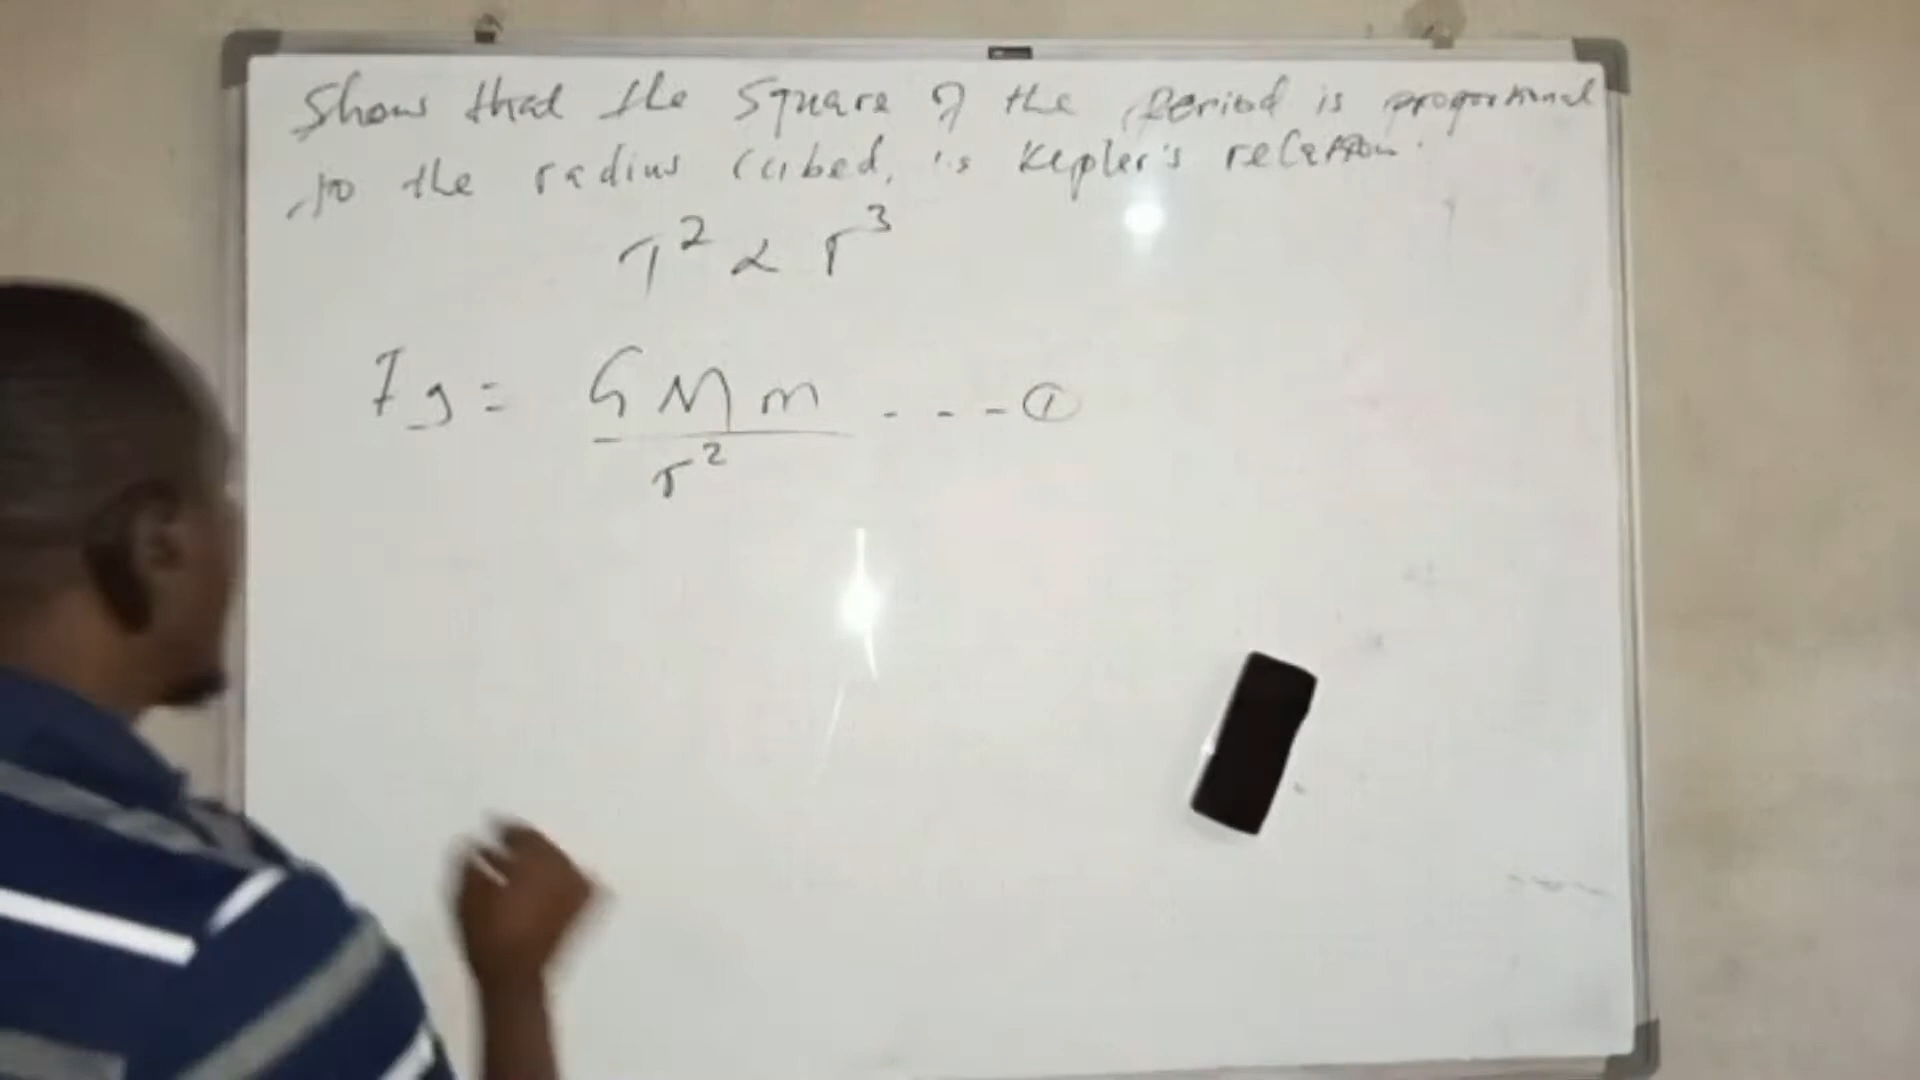 Show that the Square of the period is proportional
to the radius cubed, is Kepler's relation.
T² ∝ r³
Fg = GMm ----①
r²